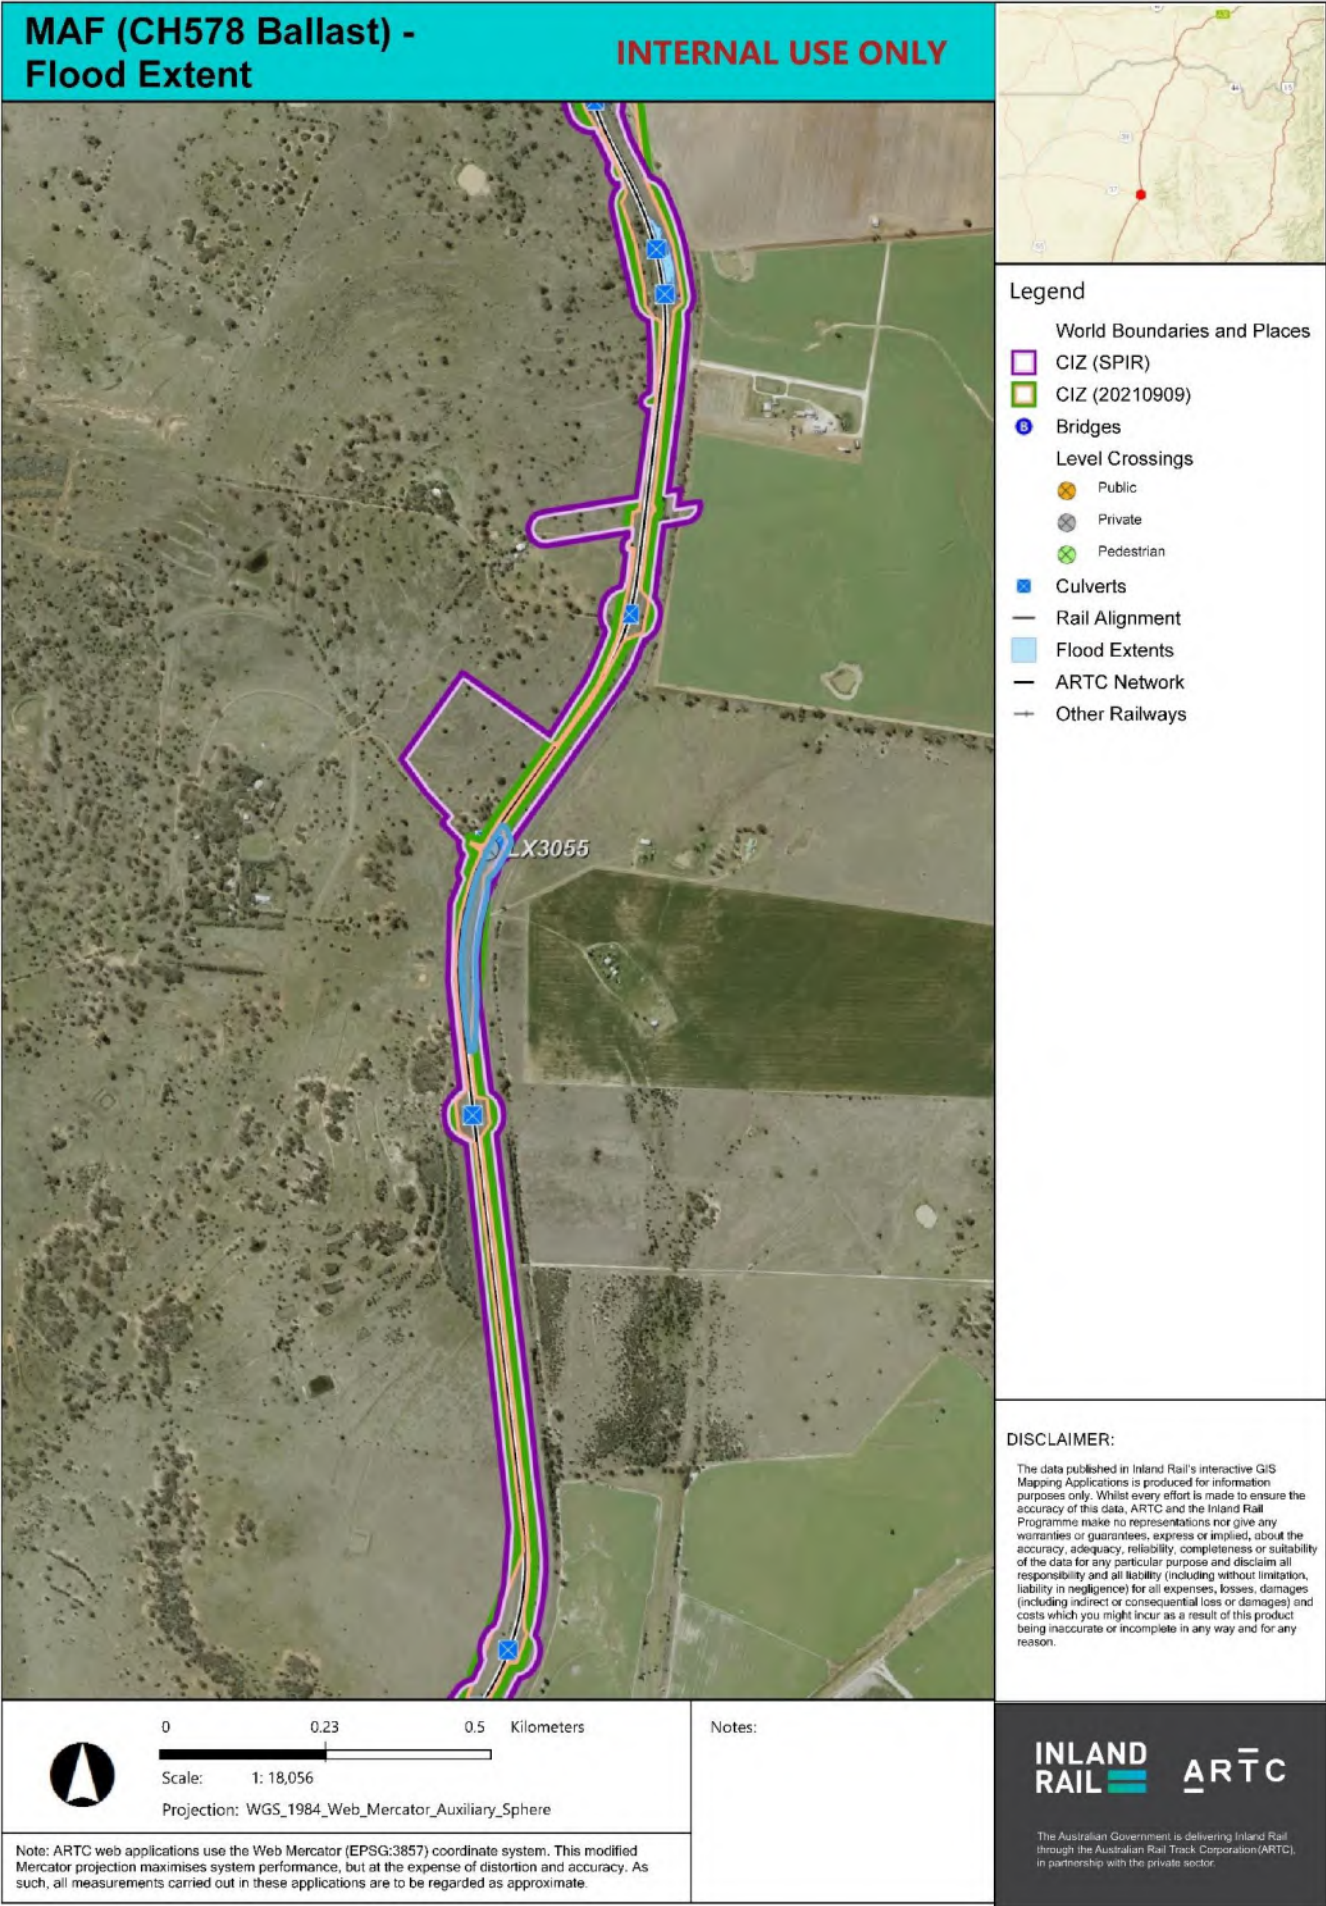 MAF (CH578 Ballast) -
Flood Extent
INTERNAL USE ONLY
Legend
World Boundaries and Places
CIZ (SPIR)
CIZ (20210909)
B
Bridges
Level Crossings
Public
Private
Pedestrian
Culverts
Rail Alignment
Flood Extents
ARTC Network
Other Railways
LX3055
DISCLAIMER:
The data published in Inland Rail's interactive GIS
Mapping Applications is produced for information
purposes only. Whilst every effort is made to ensure the
accuracy of this data, ARTC and the Inland Rail
Programme make no representations nor give any
warranties or guarantees, express or implied, about the
accuracy, adequacy, reliability, completeness or suitability
of the data for any particular purpose and disclaim all
responsibility and all liability (including without limitation,
liability in negligence) for all expenses, losses, damages
(including indirect or consequential loss or damages) and
costs which you might incur as a result of this product
being inaccurate or incomplete in any way and for any
reason.
0 0.23 0.5 Kilometers
Scale: 1: 18,056
Projection: WGS_1984_Web_Mercator_Auxiliary_Sphere
Note: ARTC web applications use the Web Mercator (EPSG:3857) coordinate system. This modified
Mercator projection maximises system performance, but at the expense of distortion and accuracy. As
such, all measurements carried out in these applications are to be regarded as approximate.
Notes:
INLAND
RAIL
ARTC
The Australian Government is delivering Inland Rail
through the Australian Rail Track Corporation (ARTC),
in partnership with the private sector.